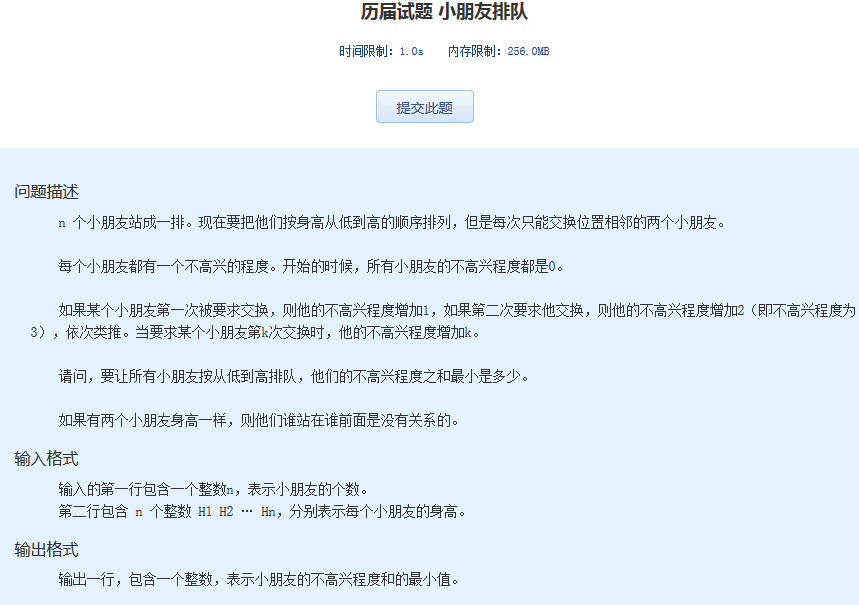 历届试题 小朋友排队
时间限制：1.0s 内存限制：256.0MB
提交此题
问题描述
n 个小朋友站成一排。现在要把他们按身高从低到高的顺序排列，但是每次只能交换位置相邻的两个小朋友。
每个小朋友都有一个不高兴的程度。开始的时候，所有小朋友的不高兴程度都是0。
如果某个小朋友第一次被要求交换，则他的不高兴程度增加1，如果第二次要求他交换，则他的不高兴程度增加2（即不高兴程度为
3），依次类推。当要求某个小朋友第k次交换时，他的不高兴程度增加k。
请问，要让所有小朋友按从低到高排队，他们的不高兴程度之和最小是多少。
如果有两个小朋友身高一样，则他们谁站在谁前面是没有关系的。
输入格式
输入的第一行包含一个整数n，表示小朋友的个数。
第二行包含 n 个整数 H1 H2 … Hn，分别表示每个小朋友的身高。
输出格式
输出一行，包含一个整数，表示小朋友的不高兴程度和的最小值。